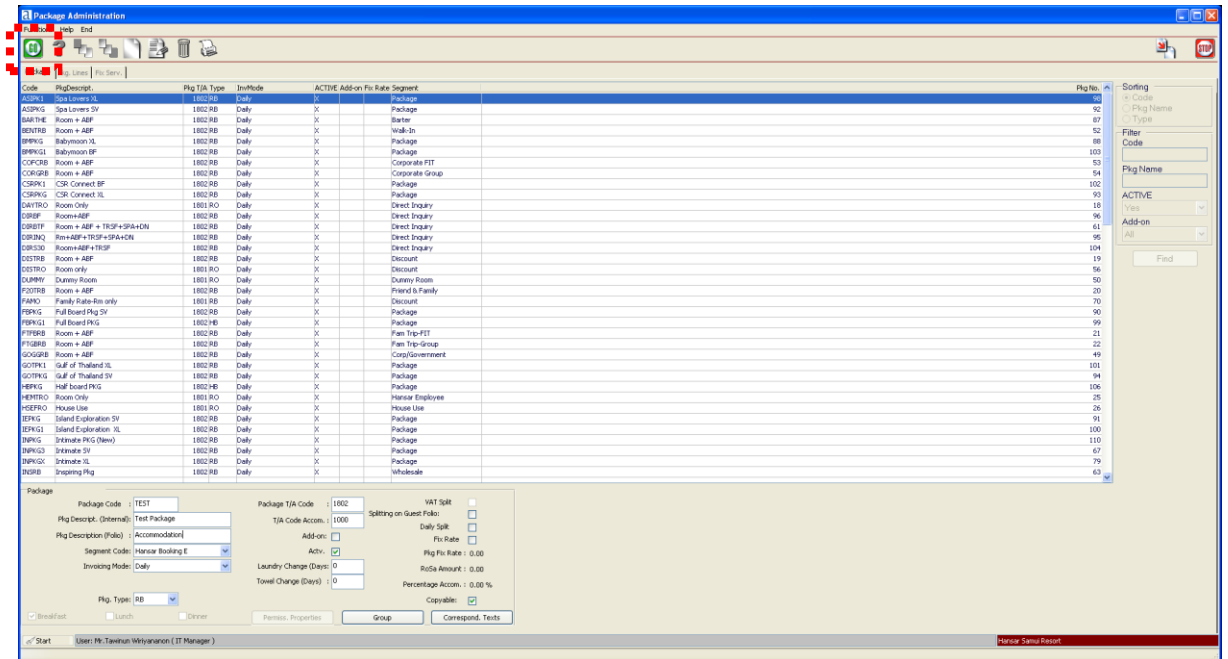 Package Administration
Function Help End
GO ? STOP
Package Pkg. Lines Fix Serv.
Code PkgDescript. Pkg T/A Type InvMode ACTIVE Add-on Fix Rate Segment Pkg No.
ASIPK1 Spa Lovers XL 1802 RB Daily X Package 98
ASIPKG Spa Lovers SV 1802 RB Daily X Package 92
BARTHE Room + ABF 1802 RB Daily X Barter 87
BENTRB Room + ABF 1802 RB Daily X Walk-In 52
BMPKG Babymoon XL 1802 RB Daily X Package 88
BMPKG1 Babymoon BF 1802 RB Daily X Package 103
COFCRB Room + ABF 1802 RB Daily X Corporate FIT 53
CORGRB Room + ABF 1802 RB Daily X Corporate Group 54
CSRPK1 CSR Connect BF 1802 RB Daily X Package 102
CSRPKG CSR Connect XL 1802 RB Daily X Package 93
DAYTRO Room Only 1801 RO Daily X Direct Inquiry 18
DIRBF Room+ABF 1802 RB Daily X Direct Inquiry 96
DIRBTF Room + ABF + TRSF+SPA+DN 1802 RB Daily X Direct Inquiry 61
DIRINQ Rm+ABF+TRSF+SPA+DN 1802 RB Daily X Direct Inquiry 95
DIRS30 Room+ABF+TRSF 1802 RB Daily X Direct Inquiry 104
DISTRB Room + ABF 1802 RB Daily X Discount 19
DISTRO Room only 1801 RO Daily X Discount 56
DUMMY Dummy Room 1801 RO Daily X Dummy Room 50
F2OTRB Room + ABF 1802 RB Daily X Friend & Family 20
FAMO Family Rate-Rm only 1801 RO Daily X Discount 70
FBPKG Full Board Pkg SV 1802 RB Daily X Package 90
FBPKG1 Full Board PKG 1802 HB Daily X Package 99
FTFBRB Room + ABF 1802 RB Daily X Fam Trip-FIT 21
FTGBRB Room + ABF 1802 RB Daily X Fam Trip-Group 22
GOGGRB Room + ABF 1802 RB Daily X Corp/Government 49
GOTPK1 Gulf of Thailand XL 1802 RB Daily X Package 101
GOTPKG Gulf of Thailand SV 1802 RB Daily X Package 94
HBPKG Half board PKG 1802 HB Daily X Package 106
HEMTRO Room Only 1801 RO Daily X Hansar Employee 25
HSEFRO House Use 1801 RO Daily X House Use 26
IEPKG Island Exploration SV 1802 RB Daily X Package 91
IEPKG1 Island Exploration XL 1802 RB Daily X Package 100
INPKG Intimate PKG (New) 1802 RB Daily X Package 110
INPKG3 Intimate SV 1802 RB Daily X Package 67
INPKGX Intimate XL 1802 RB Daily X Package 79
INSRB Inspiring Pkg 1802 RB Daily X Wholesale 63
Sorting
Code
Pkg Name
Type
Filter
Code
Pkg Name
ACTIVE
Yes
Add-on
All
Find
Package
Package Code : TEST Package T/A Code : 1802 VAT Split
Pkg Descript. (Internal): Test Package T/A Code Accom. : 1000 Splitting on Guest Folio:
Pkg Description (Folio) : Accommodation Add-on: Daily Split
Fix Rate
Segment Code: Hansar Booking E Actv. Pkg Fix Rate : 0.00
Invoicing Mode: Daily Laundry Change (Days: 0 RoSa Amount : 0.00
Towel Change (Days) : 0 Percentage Accom. : 0.00 %
Pkg. Type: RB Copyable:
Breakfast Lunch Dinner Permiss. Properties Group Correspond. Texts
Start User: Mr.Tawinun Wiriyananon ( IT Manager ) Hansar Samui Resort